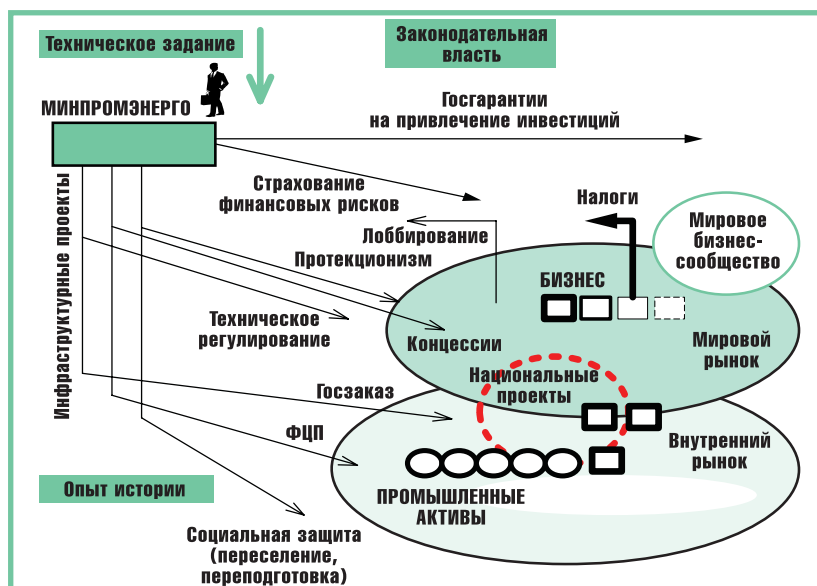 Техническое задание
Законодательная
власть
МИНПРОМЭНЕРГО
Госгарантии
на привлечение инвестиций
Страхование
финансовых рисков
Налоги
Лоббирование
Мировое
бизнес-
сообщество
Протекционизм
БИЗНЕС
Инфраструктурные проекты
Техническое
регулирование
Концессии
Мировой
рынок
Национальные
проекты
Госзаказ
ФЦП
Внутренний
рынок
Опыт истории
ПРОМЫШЛЕННЫЕ
АКТИВЫ
Социальная защита
(переселение,
переподготовка)